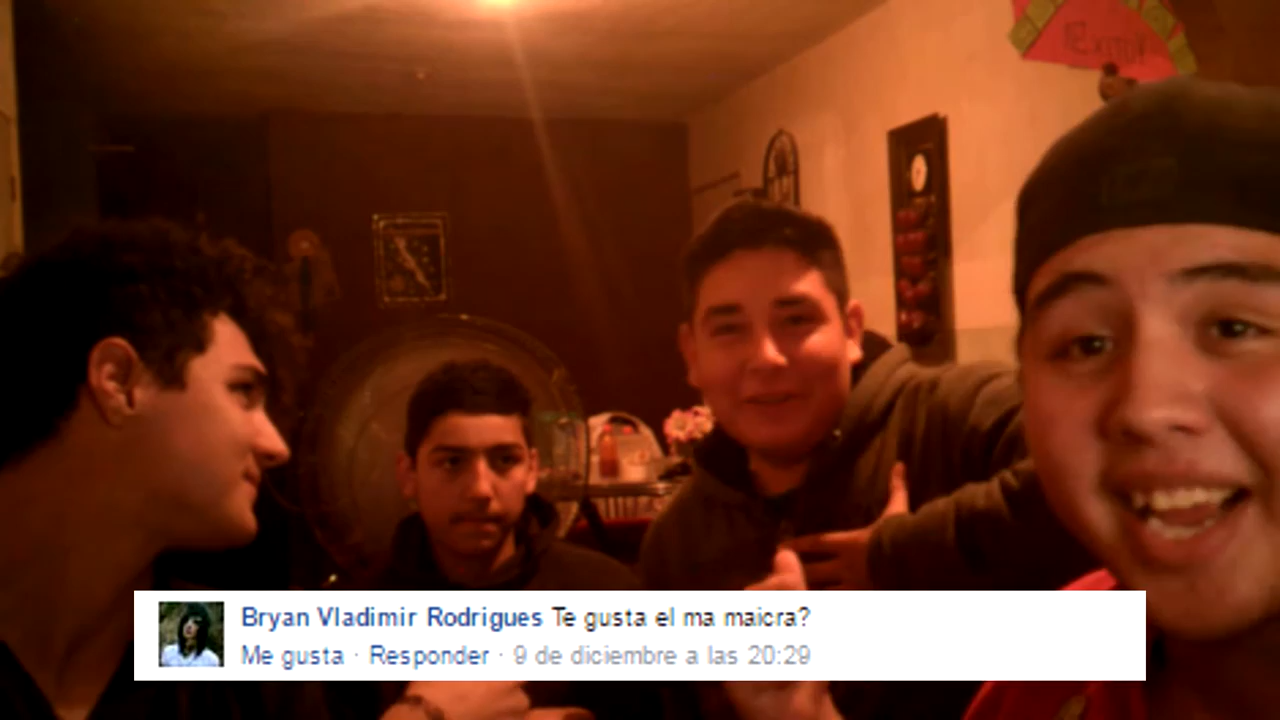 Bryan Vladimir Rodrigues Te gusta el ma maicra?
Me gusta · Responder · 9 de diciembre a las 20:29